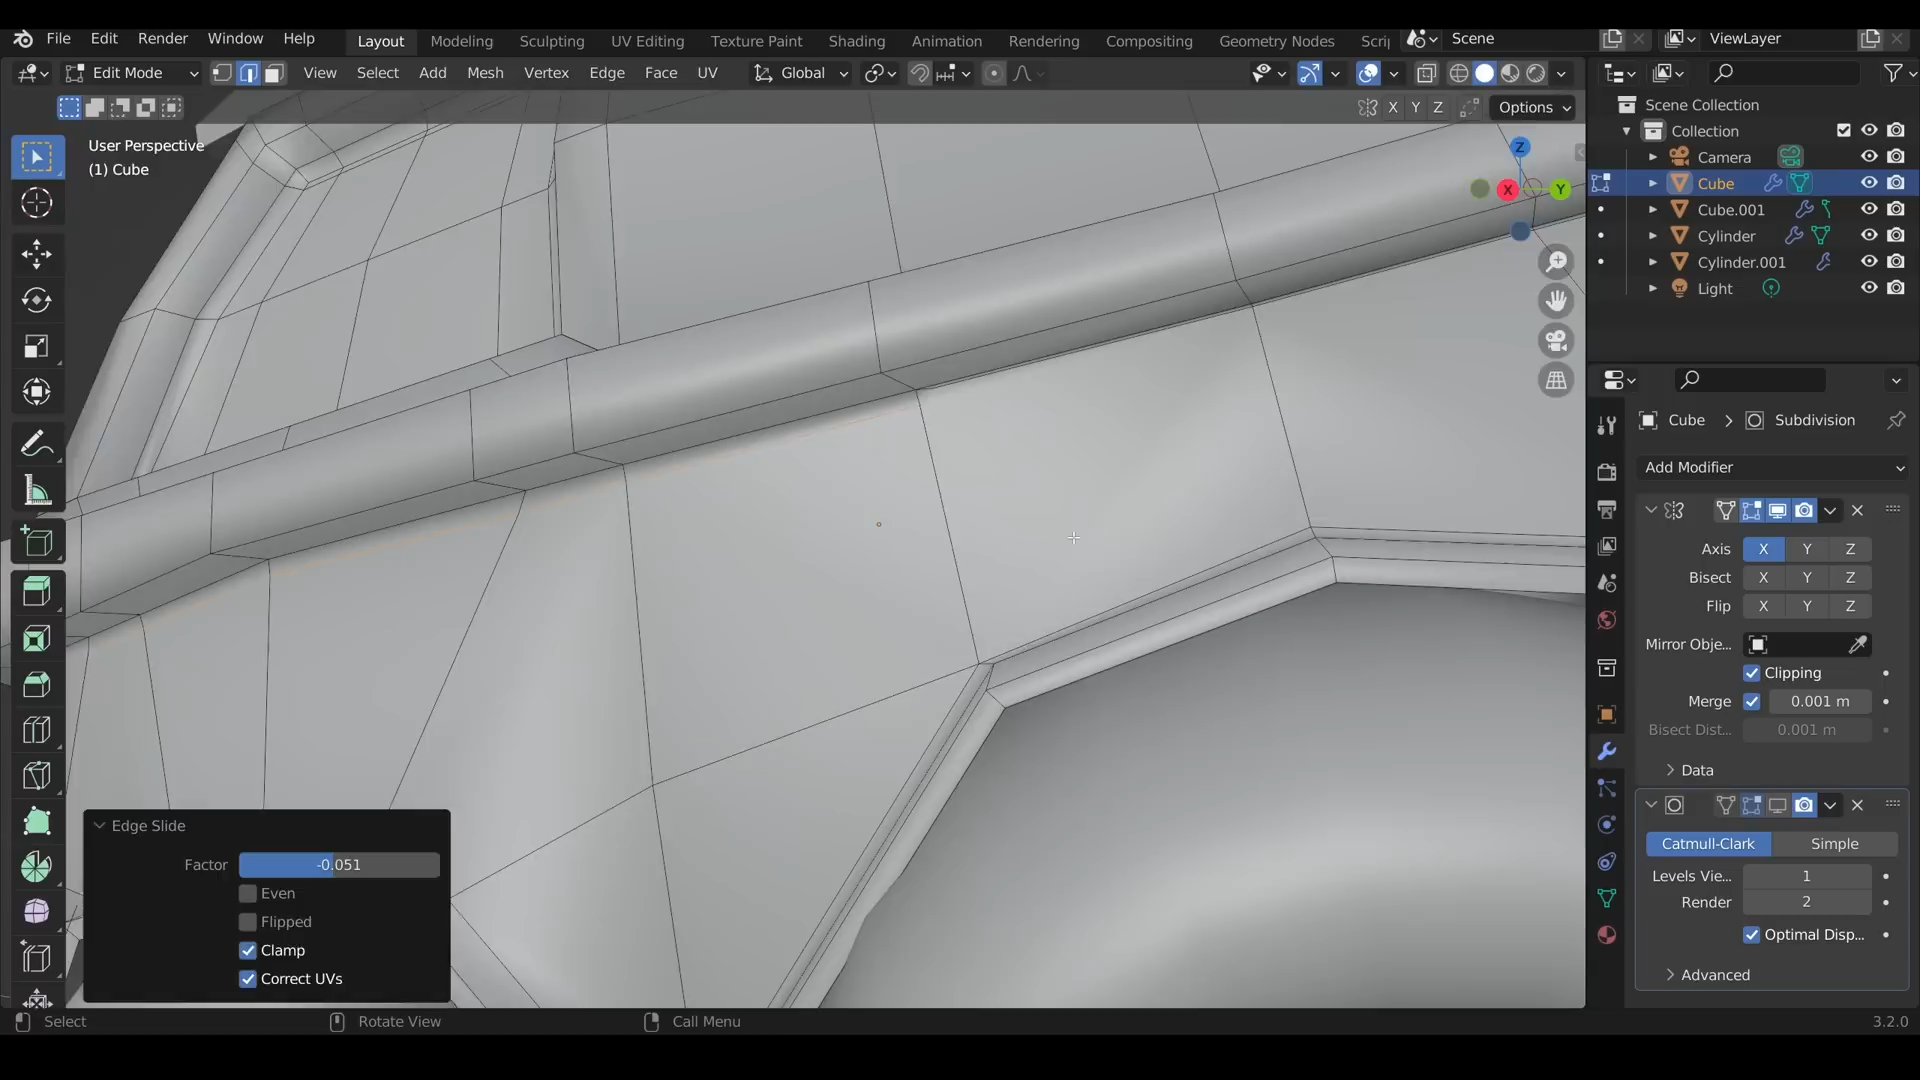 File Edit Render Window Help Layout Modeling Sculpting UV Editing Texture Paint Shading Animation Rendering Compositing Geometry Nodes Scrip Scene ViewLayer
Edit Mode View Select Add Mesh Vertex Edge Face UV Global
X Y Z Options
User Perspective
(1) Cube
Z
X
Y
Scene Collection
Collection
Camera
Cube
Cube.001
Cylinder
Cylinder.001
Light
Cube > Subdivision
Add Modifier
Axis X Y Z
Bisect X Y Z
Flip X Y Z
Mirror Obje...
Clipping
Merge 0.001 m
Bisect Dist... 0.001 m
Data
Catmull-Clark Simple
Levels Vie... 1
Render 2
Optimal Disp...
Advanced
Edge Slide
Factor -0.051
Even
Flipped
Clamp
Correct UVs
Select Rotate View Call Menu 3.2.0